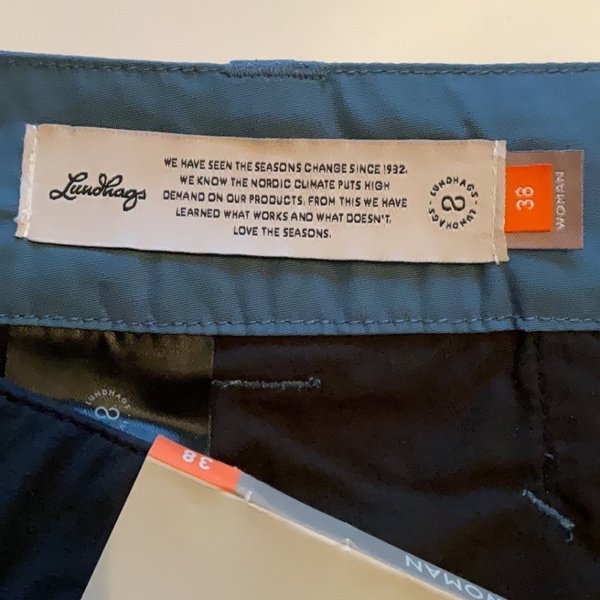 Lundhags
WE HAVE SEEN THE SEASONS CHANGE SINCE 1932.
WE KNOW THE NORDIC CLIMATE PUTS HIGH
DEMAND ON OUR PRODUCTS. FROM THIS WE HAVE
LEARNED WHAT WORKS AND WHAT DOESN'T.
LOVE THE SEASONS.
LUNDHAGS · LUNDHAGS
38
WOMAN
LUNDHAGS
38
WOMAN